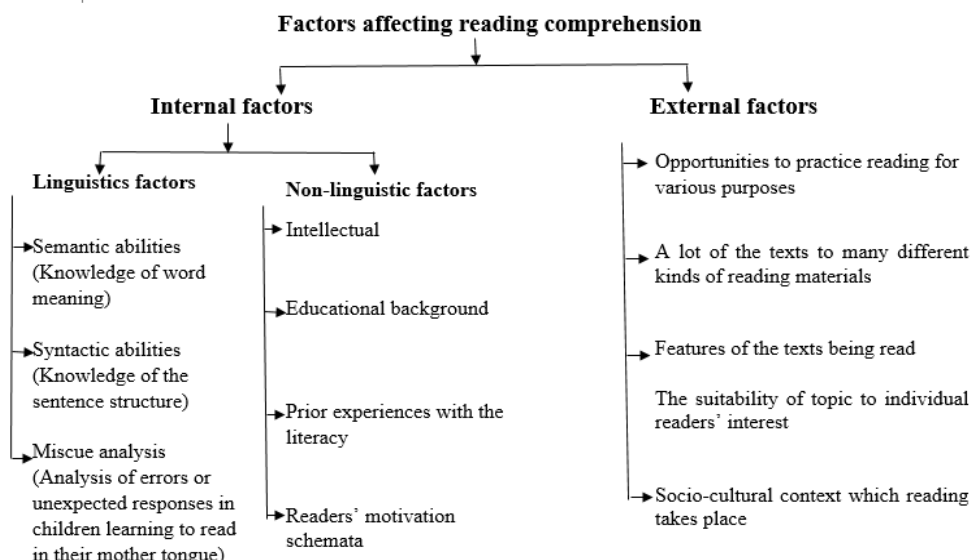 Factors affecting reading comprehension
Internal factors
Linguistics factors
Semantic abilities
(Knowledge of word
meaning)
Syntactic abilities
(Knowledge of the
sentence structure)
Miscue analysis
(Analysis of errors or
unexpected responses in
children learning to read
in their mother tongue)
Non-linguistic factors
Intellectual
Educational background
Prior experiences with the
literacy
Readers’ motivation
schemata
External factors
Opportunities to practice reading for
various purposes
A lot of the texts to many different
kinds of reading materials
Features of the texts being read
The suitability of topic to individual
readers’ interest
Socio-cultural context which reading
takes place